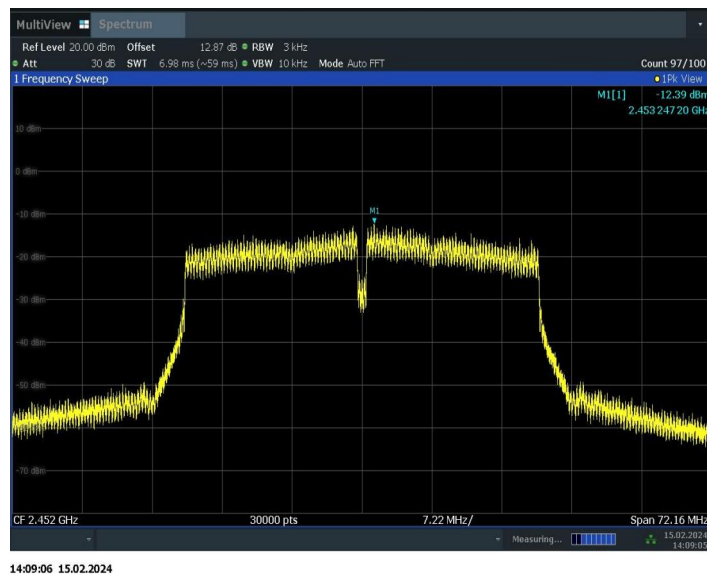 MultiView Spectrum
Ref Level 20.00 dBm Offset 12.87 dB RBW 3 kHz
Att 30 dB SWT 6.98 ms (~59 ms) VBW 10 kHz Mode Auto FFT Count 97/100
1 Frequency Sweep 1Pk View
M1[1] -12.39 dBm
2.453 247 20 GHz
10 dBm
0 dBm
-10 dBm
M1
-20 dBm
-30 dBm
-40 dBm
-50 dBm
-70 dBm
CF 2.452 GHz 30000 pts 7.22 MHz/ Span 72.16 MHz
Measuring... 15.02.2024
14:09:05
14:09:06 15.02.2024